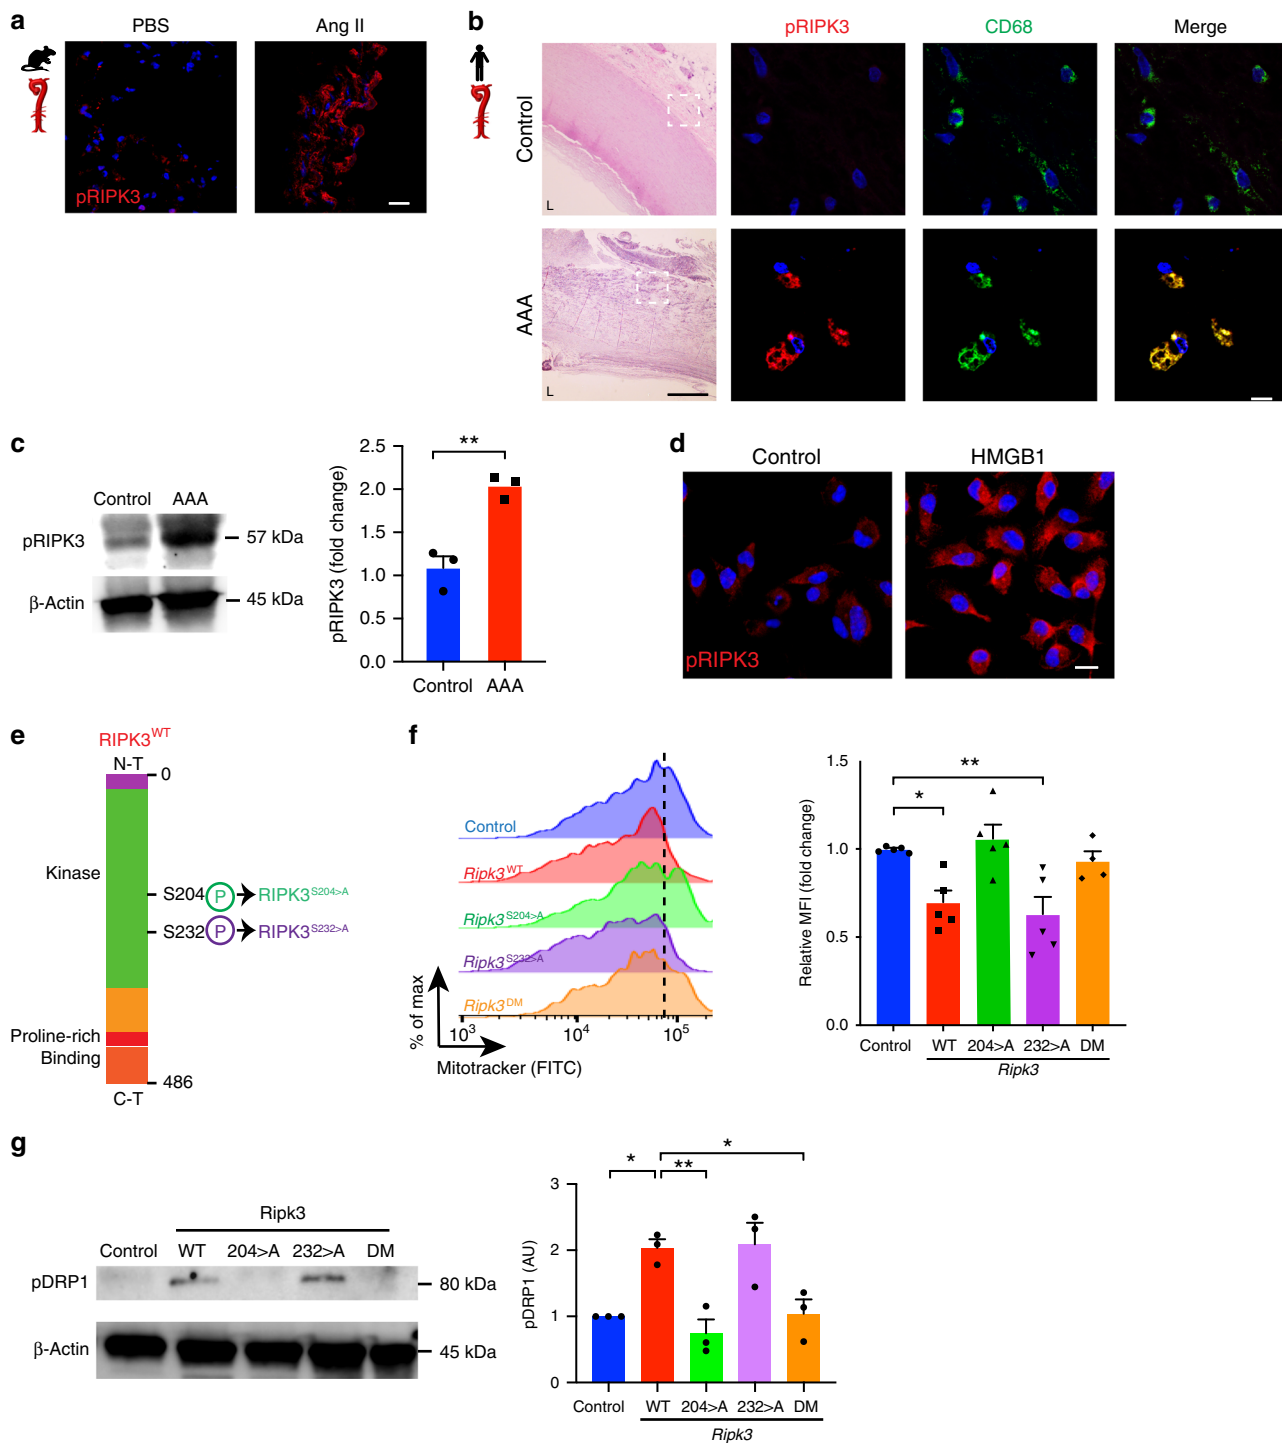 a
PBS
Ang II
pRIPK3
b
pRIPK3
CD68
Merge
Control
L
AAA
L
c
Control
AAA
pRIPK3
57 kDa
β-Actin
45 kDa
pRIPK3 (fold change)
2.5
2.0
1.5
1.0
0.5
0.0
**
Control
AAA
d
Control
HMGB1
pRIPK3
e
RIPK3WT
N-T
0
Kinase
S204
P
RIPK3S204>A
S232
P
RIPK3S232>A
Proline-rich
Binding
486
C-T
f
Control
Ripk3WT
Ripk3S204>A
Ripk3S232>A
Ripk3DM
% of max
10³
10⁴
10⁵
Mitotracker (FITC)
Relative MFI (fold change)
1.5
1.0
0.5
0.0
**
*
Control
WT
204>A
232>A
DM
Ripk3
g
Ripk3
Control
WT
204>A
232>A
DM
pDRP1
80 kDa
β-Actin
45 kDa
pDRP1 (AU)
3
2
1
0
*
*
**
Control
WT
204>A
232>A
DM
Ripk3